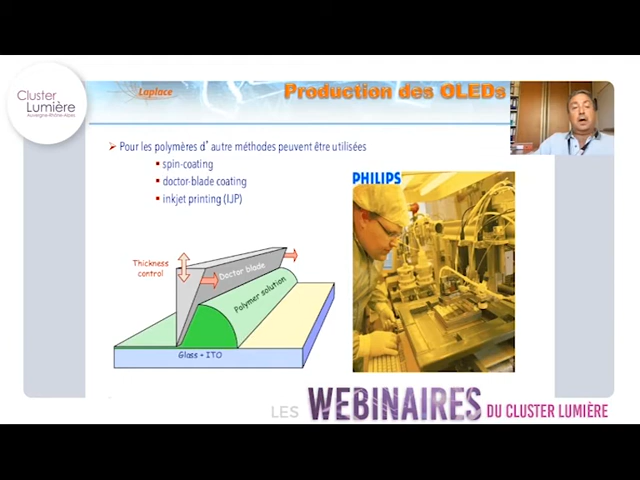 Cluster
Lumière
Auvergne-Rhône-Alpes
Laplace
Production des OLEDs
Pour les polymères d' autre méthodes peuvent être utilisées
spin-coating
doctor-blade coating
inkjet printing (IJP)
PHILIPS
Thickness
control
Doctor blade
Polymer solution
Glass + ITO
LES WEBINAIRES DU CLUSTER LUMIÈRE